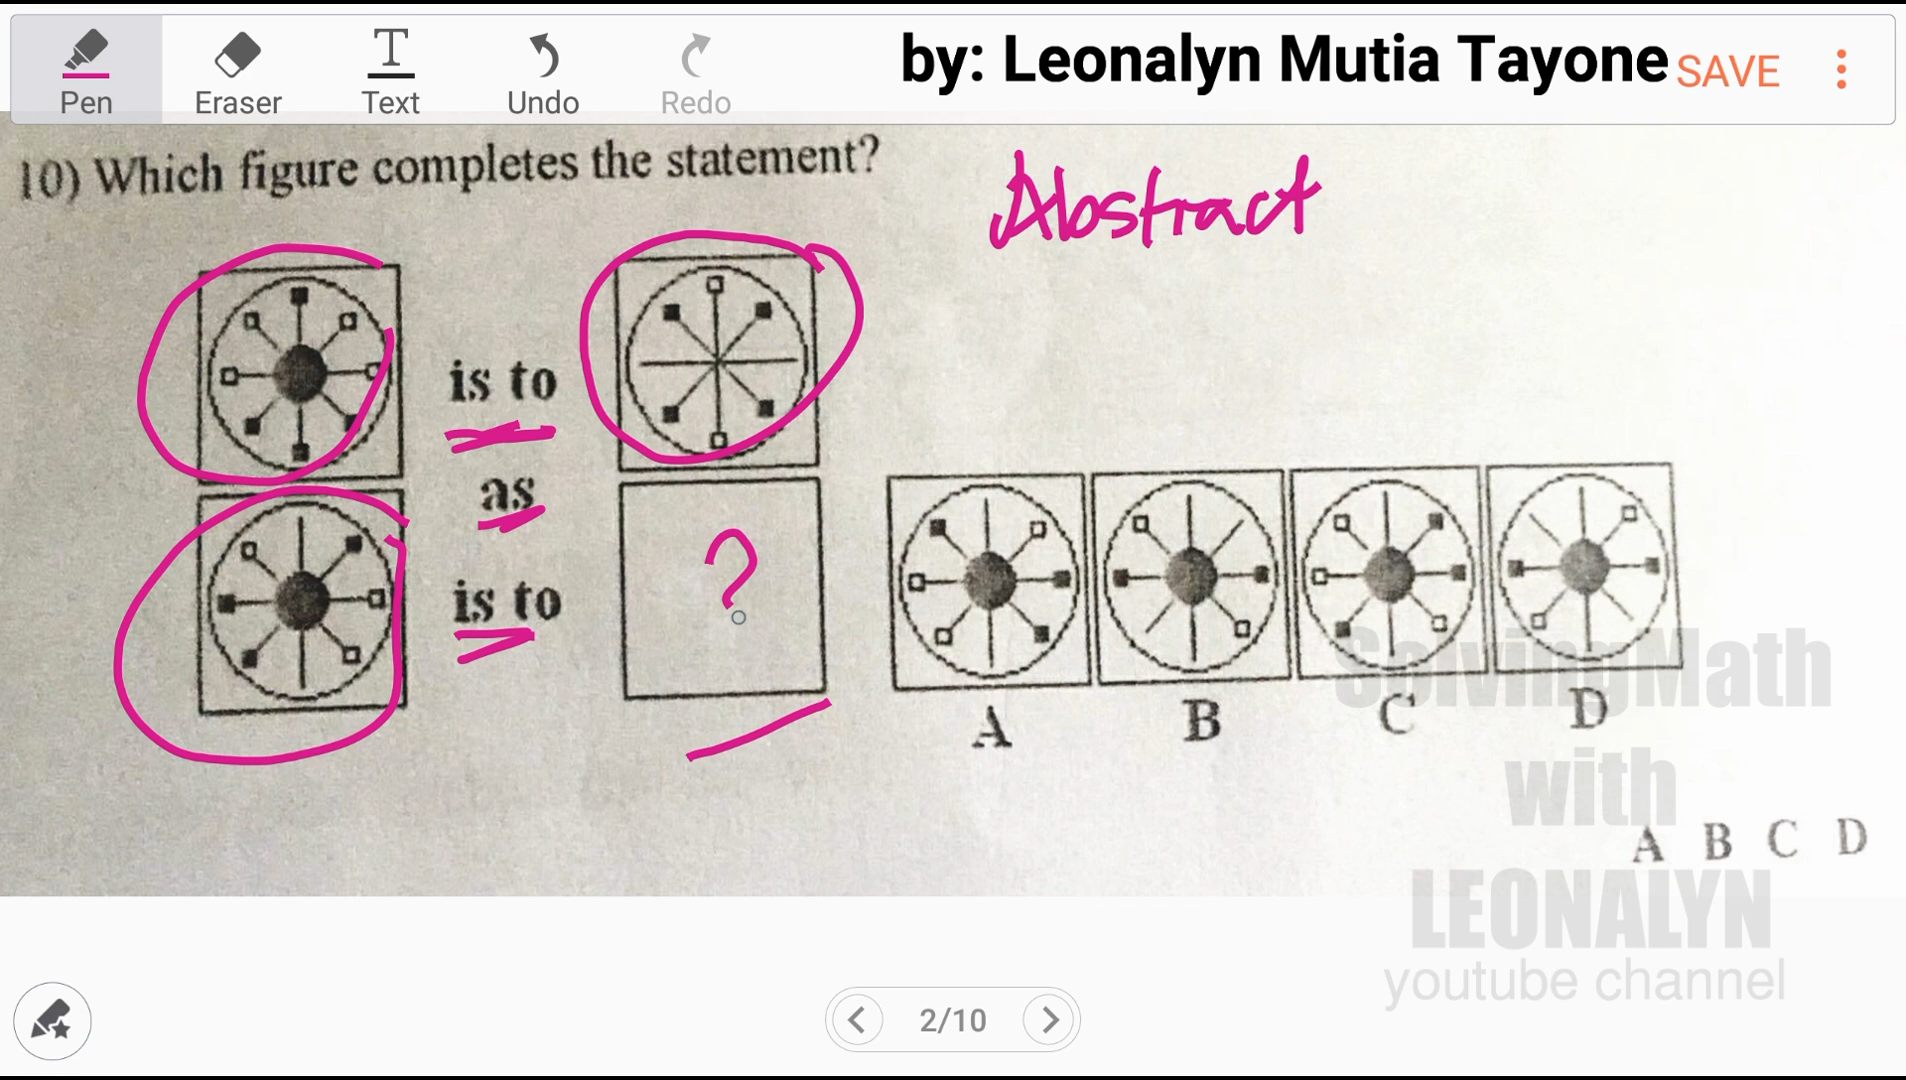 Pen Eraser Text Undo Redo
by: Leonalyn Mutia Tayone SAVE
10) Which figure completes the statement?
Abstract
is to
as
is to
?
A B C D
SolvingMath
with
A B C D
LEONALYN
youtube channel
2/10